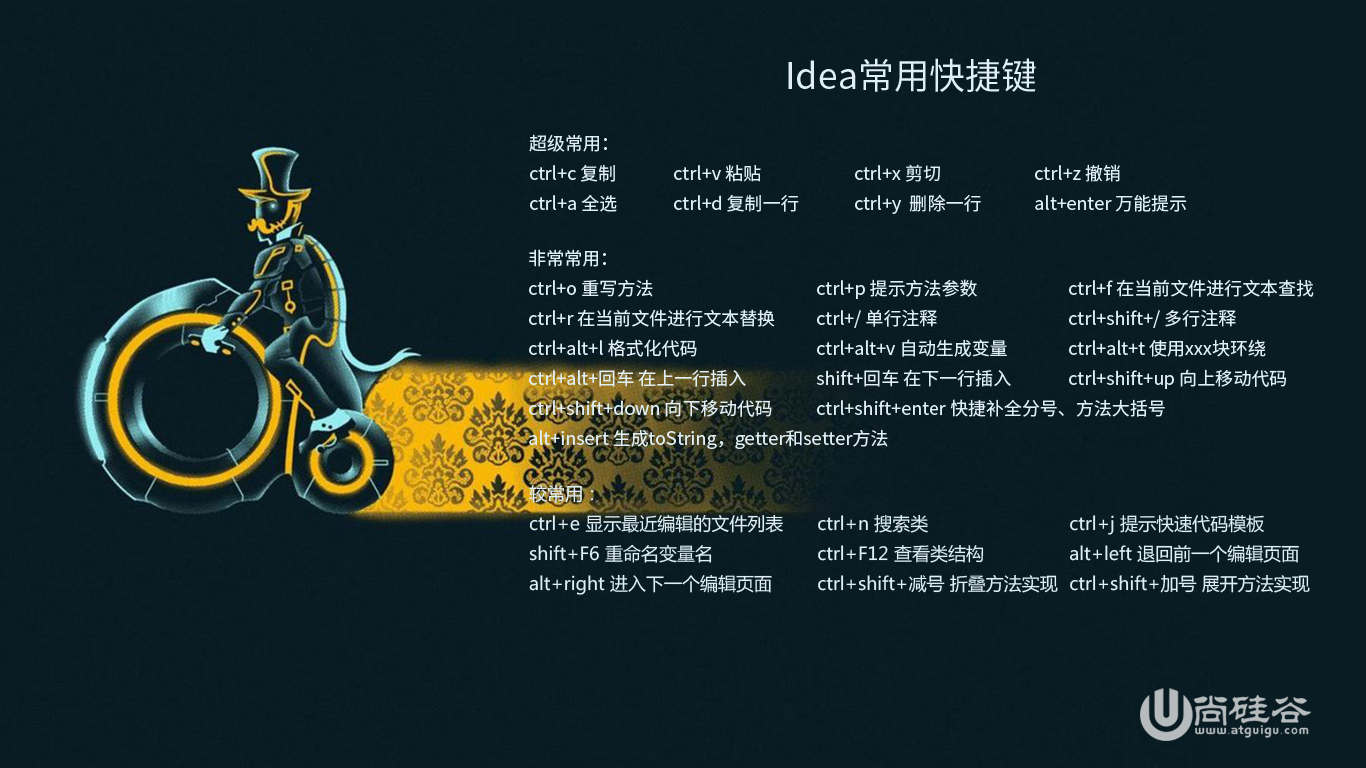 Idea常用快捷键
超级常用：
ctrl+c 复制 ctrl+v 粘贴 ctrl+x 剪切 ctrl+z 撤销
ctrl+a 全选 ctrl+d 复制一行 ctrl+y 删除一行 alt+enter 万能提示
非常常用：
ctrl+o 重写方法 ctrl+p 提示方法参数 ctrl+f 在当前文件进行文本查找
ctrl+r 在当前文件进行文本替换 ctrl+/ 单行注释 ctrl+shift+/ 多行注释
ctrl+alt+l 格式化代码 ctrl+alt+v 自动生成变量 ctrl+alt+t 使用xxx块环绕
ctrl+alt+回车 在上一行插入 shift+回车 在下一行插入 ctrl+shift+up 向上移动代码
ctrl+shift+down 向下移动代码 ctrl+shift+enter 快捷补全分号、方法大括号
alt+insert 生成toString，getter和setter方法
较常用：
ctrl+e 显示最近编辑的文件列表 ctrl+n 搜索类 ctrl+j 提示快速代码模板
shift+F6 重命名变量名 ctrl+F12 查看类结构 alt+left 退回前一个编辑页面
alt+right 进入下一个编辑页面 ctrl+shift+减号 折叠方法实现 ctrl+shift+加号 展开方法实现
尚硅谷
www.atguigu.com